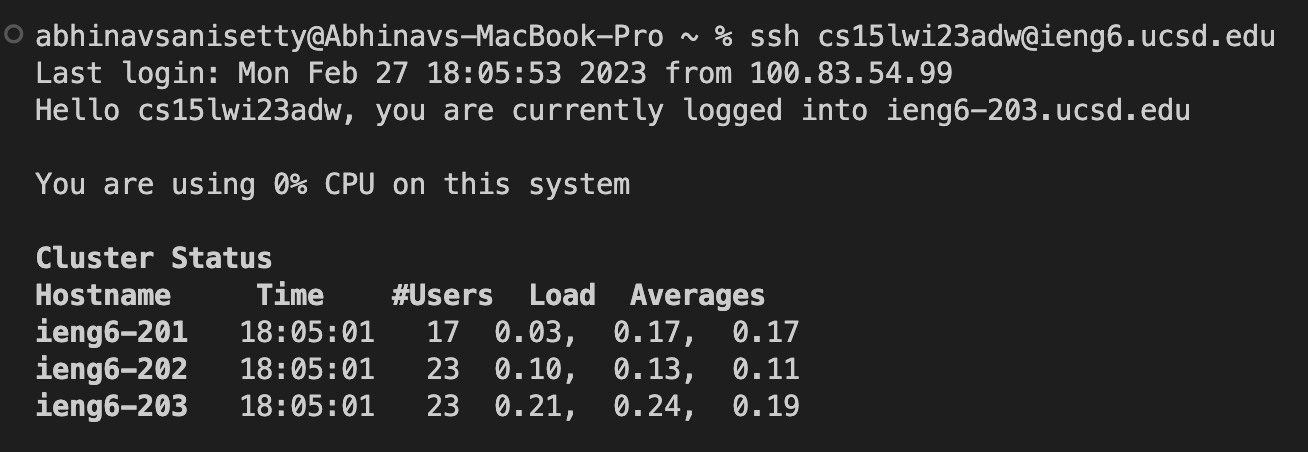 abhinavsanisetty@Abhinavs-MacBook-Pro ~ % ssh cs15lwi23adw@ieng6.ucsd.edu
Last login: Mon Feb 27 18:05:53 2023 from 100.83.54.99
Hello cs15lwi23adw, you are currently logged into ieng6-203.ucsd.edu
You are using 0% CPU on this system
Cluster Status
Hostname     Time    #Users  Load  Averages
ieng6-201   18:05:01   17  0.03,  0.17,  0.17
ieng6-202   18:05:01   23  0.10,  0.13,  0.11
ieng6-203   18:05:01   23  0.21,  0.24,  0.19